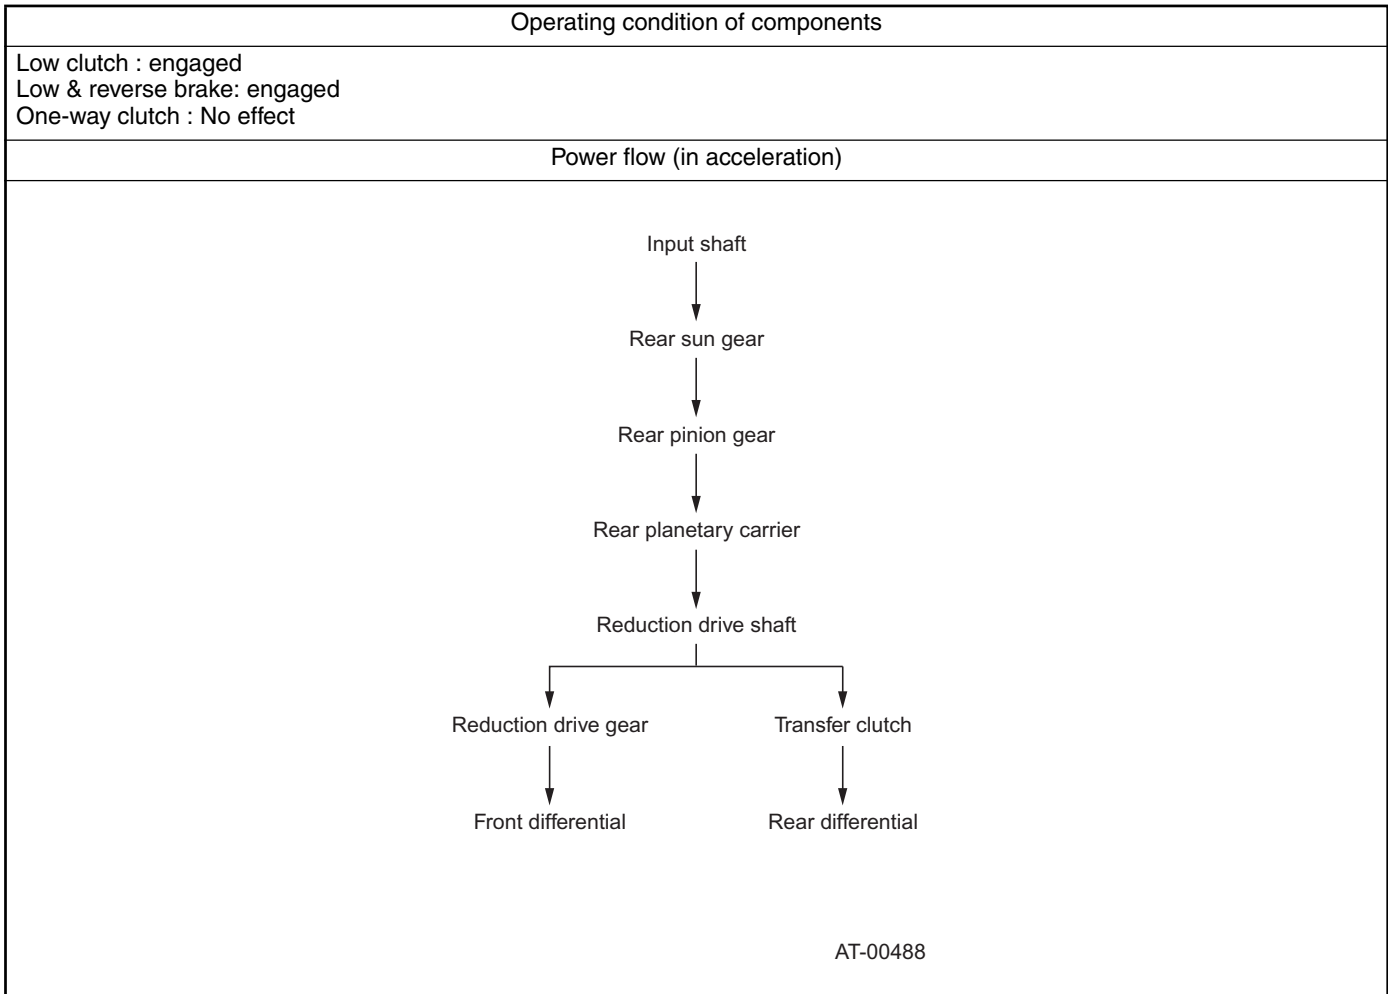 Operating condition of components
Low clutch : engaged
Low & reverse brake: engaged
One-way clutch : No effect
Power flow (in acceleration)
Input shaft
Rear sun gear
Rear pinion gear
Rear planetary carrier
Reduction drive shaft
Reduction drive gear
Transfer clutch
Front differential
Rear differential
AT-00488